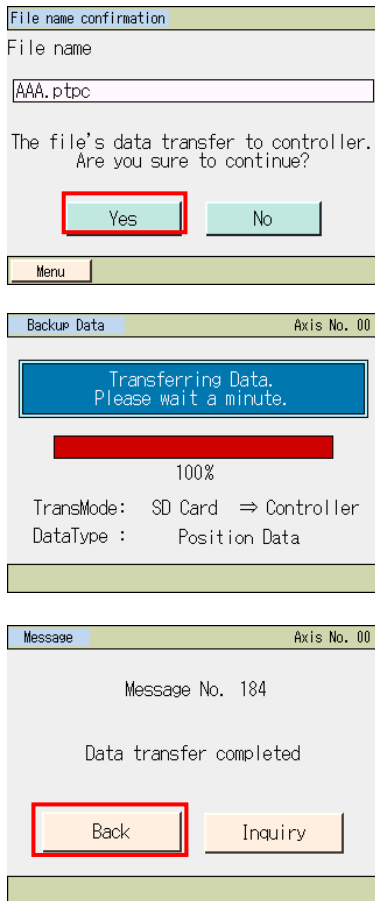 File name confirmation
File name
AAA.ptpc
The file's data transfer to controller.
Are you sure to continue?
Yes No
Menu
Backup Data Axis No. 00
Transferring Data.
Please wait a minute.
100%
TransMode: SD Card ⇒ Controller
DataType : Position Data
Message Axis No. 00
Message No. 184
Data transfer completed
Back Inquiry